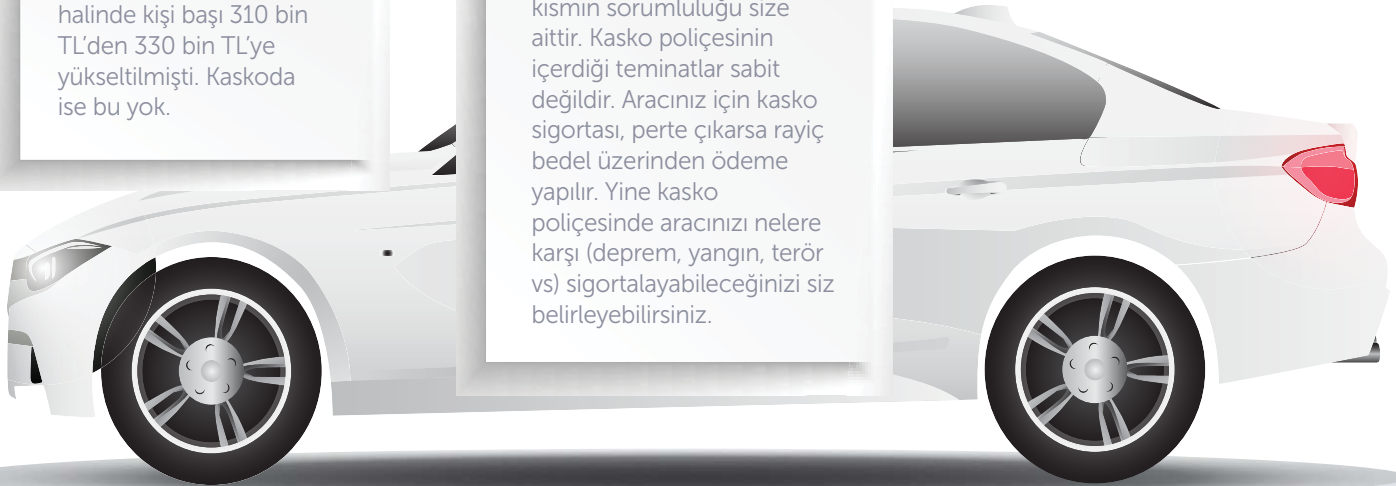 halinde kişi başı 310 bin
TL'den 330 bin TL'ye
yükseltilmişti. Kaskoda
ise bu yok.
kısmın sorumluluğu size
aittir. Kasko poliçesinin
içerdiği teminatlar sabit
değildir. Aracınız için kasko
sigortası, perte çıkarsa rayiç
bedel üzerinden ödeme
yapılır. Yine kasko
poliçesinde aracınızı nelere
karşı (deprem, yangın, terör
vs) sigortalayabileceğinizi siz
belirleyebilirsiniz.